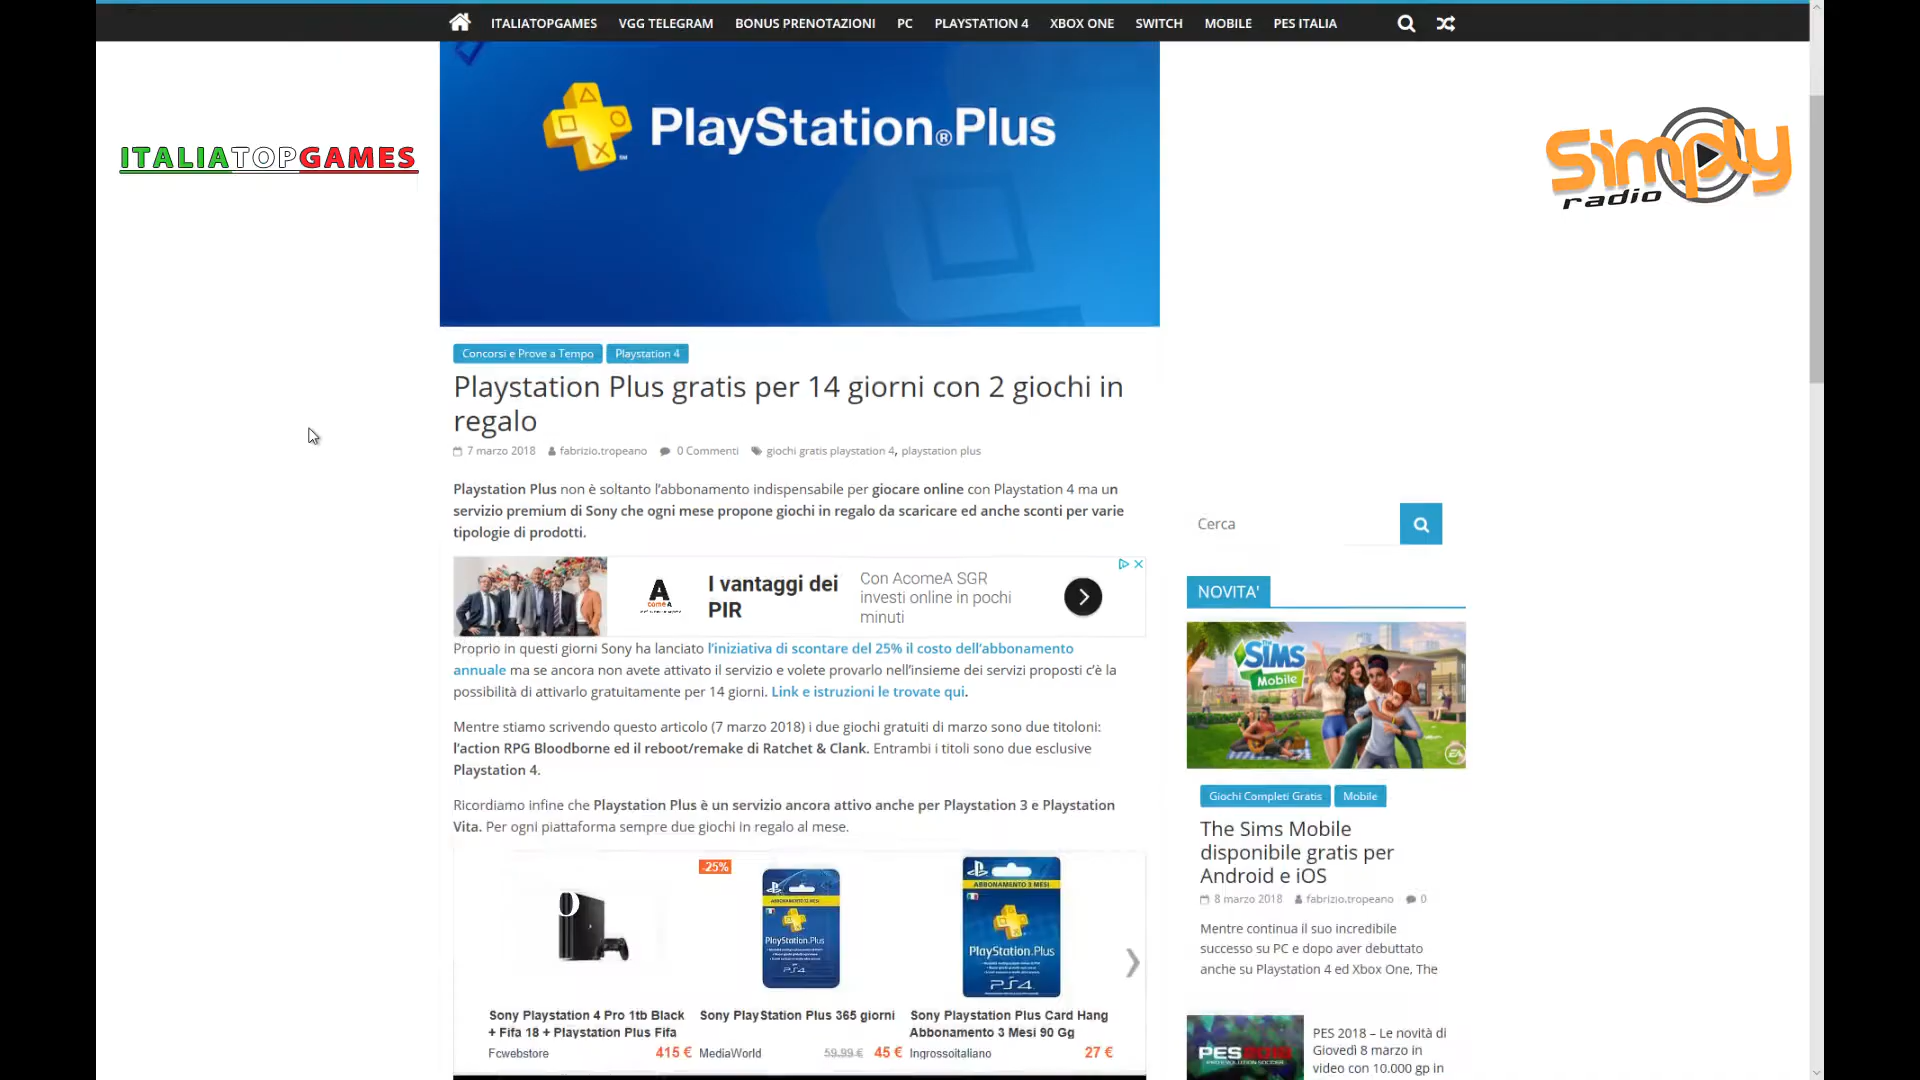 ITALIATOPGAMES VGG TELEGRAM BONUS PRENOTAZIONI PC PLAYSTATION 4 XBOX ONE SWITCH MOBILE PES ITALIA
ITALIATOPGAMES
PlayStation®Plus
Simply
radio
Concorsi e Prove a Tempo Playstation 4
Playstation Plus gratis per 14 giorni con 2 giochi in
regalo
7 marzo 2018 fabrizio.tropeano 0 Commenti giochi gratis playstation 4, playstation plus
Playstation Plus non è soltanto l'abbonamento indispensabile per giocare online con Playstation 4 ma un
servizio premium di Sony che ogni mese propone giochi in regalo da scaricare ed anche sconti per varie
tipologie di prodotti.
I vantaggi dei
PIR
Con AcomeA SGR
investi online in pochi
minuti
Proprio in questi giorni Sony ha lanciato l'iniziativa di scontare del 25% il costo dell'abbonamento
annuale ma se ancora non avete attivato il servizio e volete provarlo nell'insieme dei servizi proposti c'è la
possibilità di attivarlo gratuitamente per 14 giorni. Link e istruzioni le trovate qui.
Mentre stiamo scrivendo questo articolo (7 marzo 2018) i due giochi gratuiti di marzo sono due titoloni:
l'action RPG Bloodborne ed il reboot/remake di Ratchet & Clank. Entrambi i titoli sono due esclusive
Playstation 4.
Ricordiamo infine che Playstation Plus è un servizio ancora attivo anche per Playstation 3 e Playstation
Vita. Per ogni piattaforma sempre due giochi in regalo al mese.
-25%
ABBONAMENTO 12 MESI
PlayStation.Plus
PS4
ABBONAMENTO 3 MESI
PlayStation.Plus
PS4
Sony Playstation 4 Pro 1tb Black
+ Fifa 18 + Playstation Plus Fifa
Fcwebstore 415 €
Sony PlayStation Plus 365 giorni
MediaWorld 59.99 € 45 €
Sony Playstation Plus Card Hang
Abbonamento 3 Mesi 90 Gg
Ingrossoitaliano 27 €
Cerca
NOVITA'
The SIMS
Mobile
EA
Giochi Completi Gratis Mobile
The Sims Mobile
disponibile gratis per
Android e iOS
8 marzo 2018 fabrizio.tropeano 0
Mentre continua il suo incredibile
successo su PC e dopo aver debuttato
anche su Playstation 4 ed Xbox One, The
PES2018
PES 2018 – Le novità di
Giovedì 8 marzo in
video con 10.000 gp in